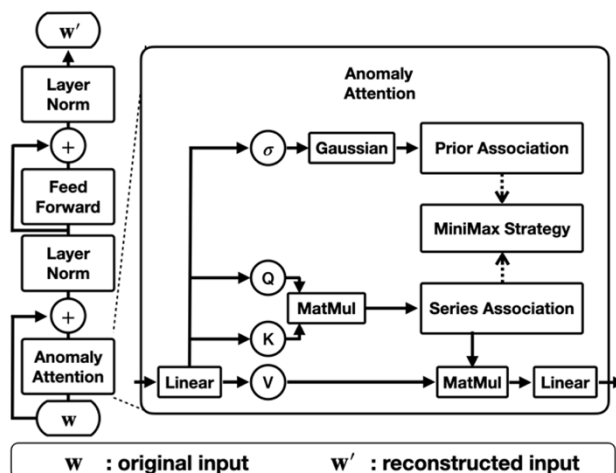 w′
Layer
Norm
+
Feed
Forward
Layer
Norm
+
Anomaly
Attention
w
Anomaly
Attention
σ
Gaussian
Prior Association
MiniMax Strategy
Q
MatMul
Series Association
K
Linear
V
MatMul
Linear
w : original input w′ : reconstructed input